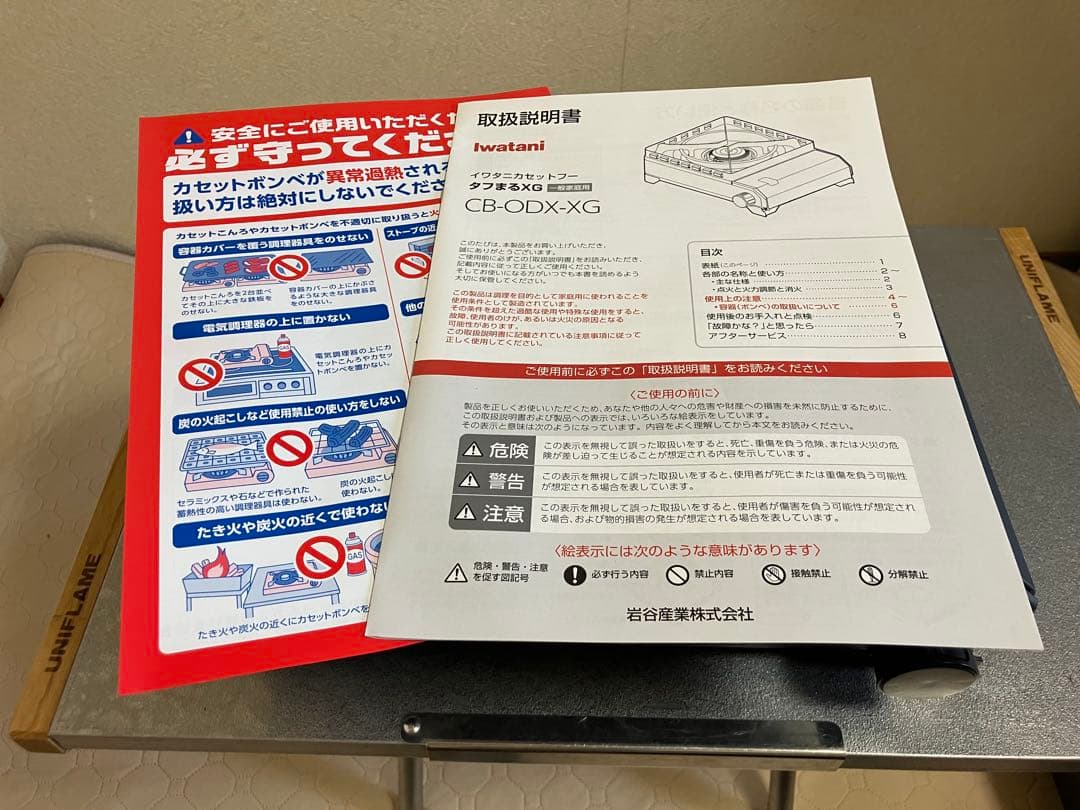 安全にご使用いただくた
必ず守ってくだ
カセットボンベが異常過熱される
扱い方は絶対にしないでくださ
カセットこんろやカセットボンベを不適切に取り扱うと火
容器カバーを覆う調理器具をのせない
カセットこんろを2台並べ
てその上に大きな鉄板を
のせない。
容器カバーの上にかぶさ
るような大きな調理器具
をのせない。
ストーブの近
電気調理器の上に置かない
GAS
電気調理器の上にカ
セットこんろやカセッ
トボンベを置かない。
他の
炭の火起こしなど使用禁止の使い方をしない
セラミックスや石などで作られた
蓄熱性の高い調理器具は使わない。
炭の火起こし
使わない。
たき火や炭火の近くで使わない
GAS
たき火や炭火の近くにカセットボンベを
取扱説明書
Iwatani
イワタニカセットフー
タフまるXG 一般家庭用
CB-ODX-XG
このたびは、本製品をお買い上げいただき、
誠にありがとうございます。
ご使用前に必ずこの「取扱説明書」をお読みいただき、
記載内容に従って正しくご使用ください。
そしてお使いになる方がいつでも本書を読めるよう
大切に保管してください。
この製品は調理を目的として家庭用に使われることを
使用条件として製造されています。
その条件を超えた過酷な使用や特殊な使用をすると、
故障、使用者のけが、あるいは火災の原因となる
可能性があります。
この取扱説明書に記載されている注意事項に従って
正しく使用してください。
目次
表紙(このページ) 1
各部の名称と使い方 2〜
・主な仕様 2
・点火と火力調節と消火 3
使用上の注意 4〜
・容器(ボンベ)の取扱いについて 6
使用後のお手入れと点検 6
「故障かな?」と思ったら 7
アフターサービス 8
ご使用前に必ずこの「取扱説明書」をお読みください
〈ご使用の前に〉
製品を正しくお使いいただくため、あなたや他の人々への危害や財産への損害を未然に防止するために、
この取扱説明書および製品への表示では、いろいろな絵表示をしています。
その表示と意味は次のようになっています。内容をよく理解してから本文をお読みください。
危険
この表示を無視して誤った取扱いをすると、死亡、重傷を負う危険、または火災の危
険が差し迫って生じることが想定される内容を示しています。
警告
この表示を無視して誤った取扱いをすると、使用者が死亡または重傷を負う可能性
が想定される場合を表しています。
注意
この表示を無視して誤った取扱いをすると、使用者が傷害を負う可能性が想定され
る場合、および物的損害の発生が想定される場合を表しています。
〈絵表示には次のような意味があります〉
危険・警告・注意
を促す図記号
必ず行う内容
禁止内容
接触禁止
分解禁止
岩谷産業株式会社
UNIFLAME
UNIFLAME